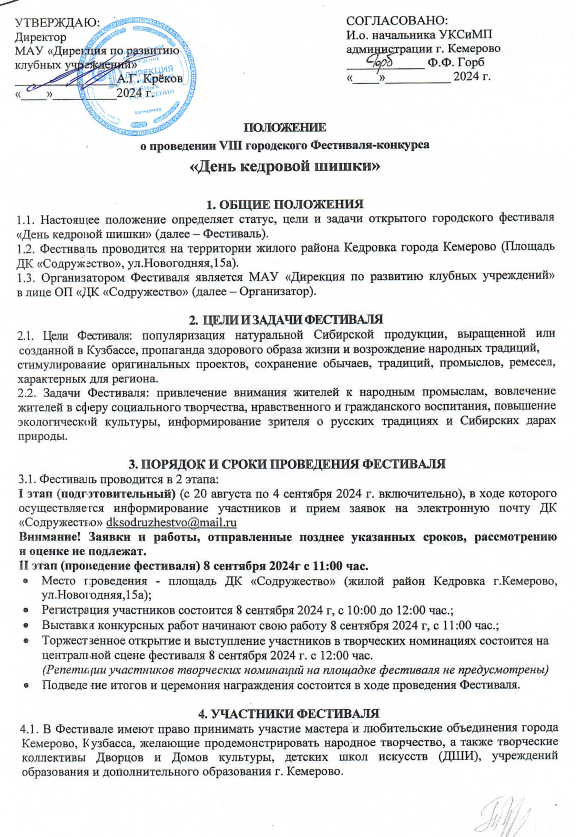 УТВЕРЖДАЮ:
Директор
МАУ «Дирекция по развитию
клубных учреждений»
А.Г. Крёков
«____»__________2024 г.
СОГЛАСОВАНО:
И.о. начальника УКСиМП
администрации г. Кемерово
____________ Ф.Ф. Горб
«____»__________ 2024 г.
ДИРЕКЦИЯ
ПОЛОЖЕНИЕ
о проведении VIII городского Фестиваля-конкурса
«День кедровой шишки»
1. ОБЩИЕ ПОЛОЖЕНИЯ
1.1. Настоящее положение определяет статус, цели и задачи открытого городского фестиваля
«День кедровой шишки» (далее – Фестиваль).
1.2. Фестиваль проводится на территории жилого района Кедровка города Кемерово (Площадь
ДК «Содружество», ул.Новогодняя,15а).
1.3. Организатором Фестиваля является МАУ «Дирекция по развитию клубных учреждений»
в лице ОП «ДК «Содружество» (далее – Организатор).
2. ЦЕЛИ И ЗАДАЧИ ФЕСТИВАЛЯ
2.1. Цели Фестиваля: популяризация натуральной Сибирской продукции, выращенной или
созданной в Кузбассе, пропаганда здорового образа жизни и возрождение народных традиций,
стимулирование оригинальных проектов, сохранение обычаев, традиций, промыслов, ремесел,
характерных для региона.
2.2. Задачи Фестиваля: привлечение внимания жителей к народным промыслам, вовлечение
жителей в сферу социального творчества, нравственного и гражданского воспитания, повышение
экологической культуры, информирование зрителя о русских традициях и Сибирских дарах
природы.
3. ПОРЯДОК И СРОКИ ПРОВЕДЕНИЯ ФЕСТИВАЛЯ
3.1. Фестиваль проводится в 2 этапа:
I этап (подготовительный) (с 20 августа по 4 сентября 2024 г. включительно), в ходе которого
осуществляется информирование участников и прием заявок на электронную почту ДК
«Содружество» dksodruzhestvo@mail.ru
Внимание! Заявки и работы, отправленные позднее указанных сроков, рассмотрению
и оценке не подлежат.
II этап (проведение фестиваля) 8 сентября 2024г с 11:00 час.
• Место проведения - площадь ДК «Содружество» (жилой район Кедровка г.Кемерово,
ул.Новогодняя,15а);
• Регистрация участников состоится 8 сентября 2024 г, с 10:00 до 12:00 час.;
• Выставка конкурсных работ начинают свою работу 8 сентября 2024 г, с 11:00 час.;
• Торжественное открытие и выступление участников в творческих номинациях состоится на
центральной сцене фестиваля 8 сентября 2024 г. с 12:00 час.
(Репетиции участников творческих номинаций на площадке фестиваля не предусмотрены)
• Подведение итогов и церемония награждения состоится в ходе проведения Фестиваля.
4. УЧАСТНИКИ ФЕСТИВАЛЯ
4.1. В Фестивале имеют право принимать участие мастера и любительские объединения города
Кемерово, Кузбасса, желающие продемонстрировать народное творчество, а также творческие
коллективы Дворцов и Домов культуры, детских школ искусств (ДШИ), учреждений
образования и дополнительного образования г. Кемерово.